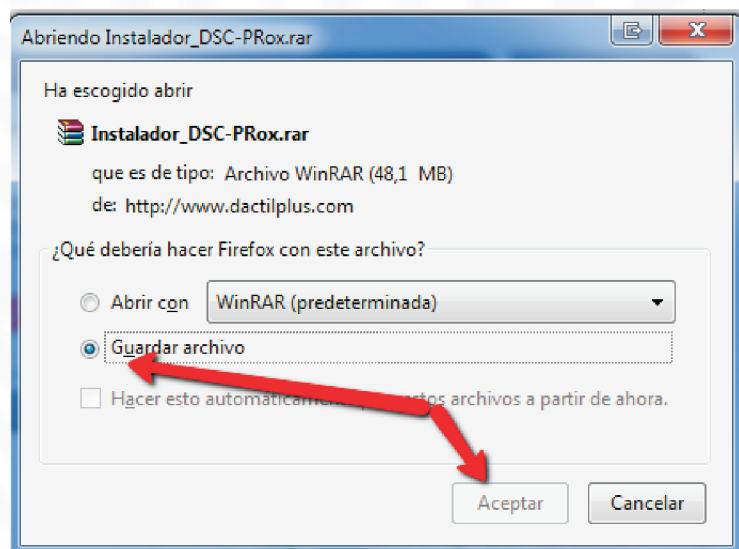 Abriendo Instalador_DSC-PRox.rar
Ha escogido abrir
Instalador_DSC-PRox.rar
que es de tipo: Archivo WinRAR (48,1 MB)
de: http://www.dactilplus.com
¿Qué debería hacer Firefox con este archivo?
Abrir con WinRAR (predeterminada)
Guardar archivo
Hacer esto archivos a partir de ahora.
Aceptar Cancelar